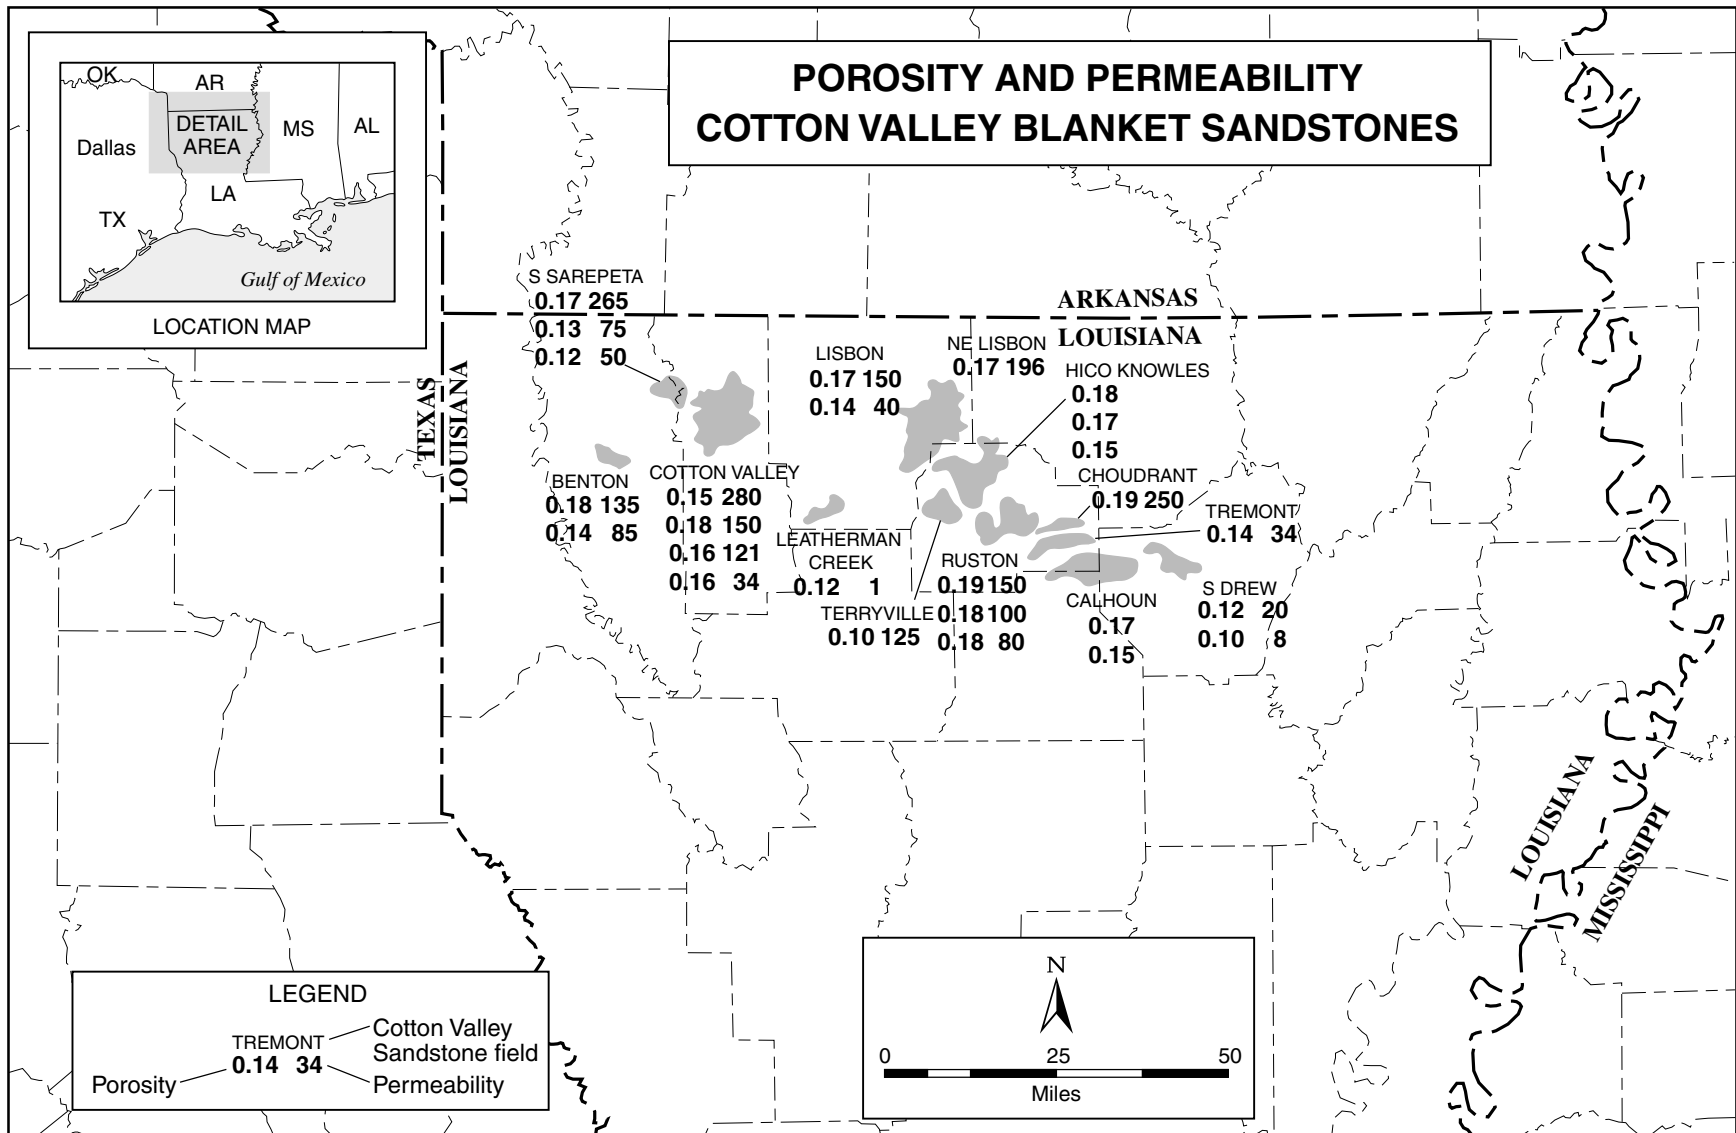 POROSITY AND PERMEABILITY
COTTON VALLEY BLANKET SANDSTONES
OK
AR
DETAIL
AREA
MS
AL
Dallas
LA
TX
Gulf of Mexico
LOCATION MAP
S SAREPETA
0.17 265
0.13 75
0.12 50
ARKANSAS
LOUISIANA
TEXAS
LOUISIANA
LISBON
0.17 150
0.14 40
NE LISBON
0.17 196
HICO KNOWLES
0.18
0.17
0.15
BENTON
0.18 135
0.14 85
COTTON VALLEY
0.15 280
0.18 150
0.16 121
0.16 34
CHOUDRANT
0.19 250
TREMONT
0.14 34
LEATHERMAN
CREEK
0.12 1
TERRYVILLE
0.10 125
RUSTON
0.19 150
0.18 100
0.18 80
CALHOUN
0.17
0.15
S DREW
0.12 20
0.10 8
LOUISIANA
MISSISSIPPI
LEGEND
TREMONT
0.14 34
Cotton Valley
Sandstone field
Porosity
Permeability
N
0 25 50
Miles